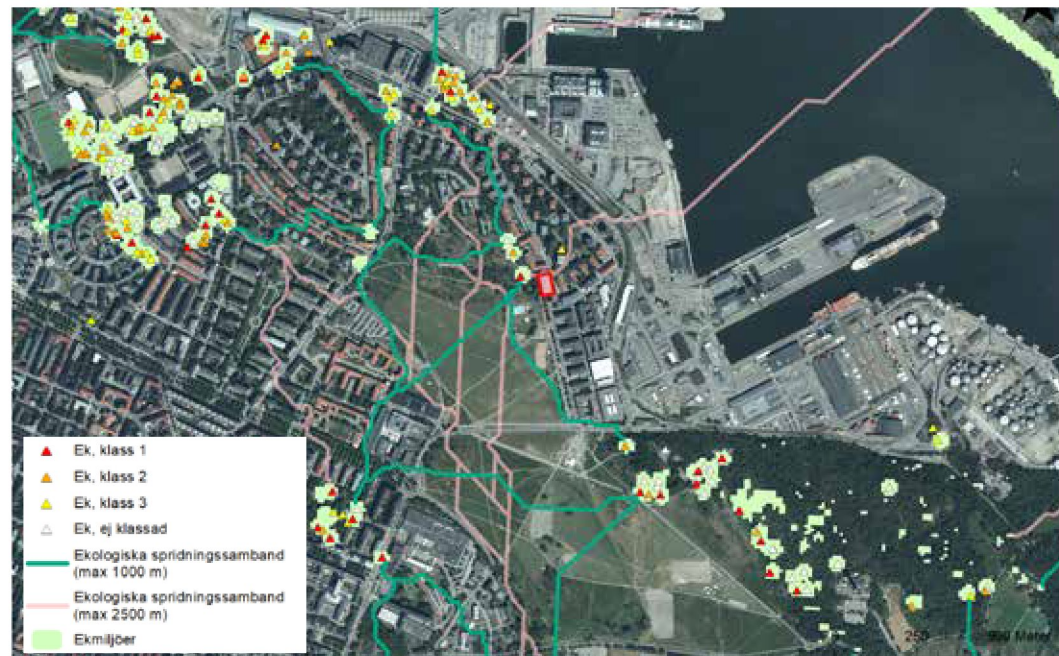 Ek, klass 1
Ek, klass 2
Ek, klass 3
Ek, ej klassad
Ekologiska spridningssamband
(max 1000 m)
Ekologiska spridningssamband
(max 2500 m)
Ekmiljöer
250
Meter